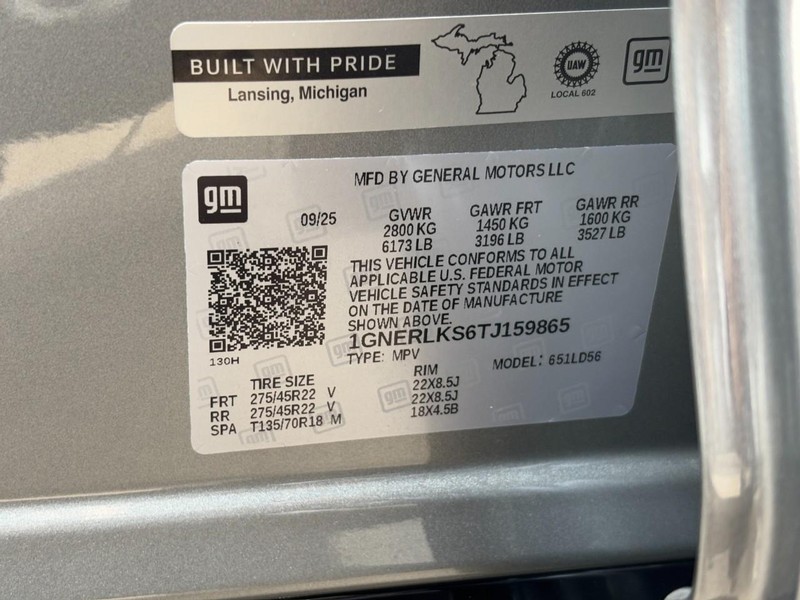 BUILT WITH PRIDE
Lansing, Michigan
UAW
LOCAL 602
gm
gm
MFD BY GENERAL MOTORS LLC
09/25
GVWR GAWR FRT GAWR RR
2800 KG 1450 KG 1600 KG
6173 LB 3196 LB 3527 LB
THIS VEHICLE CONFORMS TO ALL
APPLICABLE U.S. FEDERAL MOTOR
VEHICLE SAFETY STANDARDS IN EFFECT
ON THE DATE OF MANUFACTURE
SHOWN ABOVE.
1GNERLKS6TJ159865
130H
TYPE: MPV MODEL: 651LD56
TIRE SIZE RIM
FRT 275/45R22 V 22X8.5J
RR 275/45R22 V 22X8.5J
SPA T135/70R18 M 18X4.5B